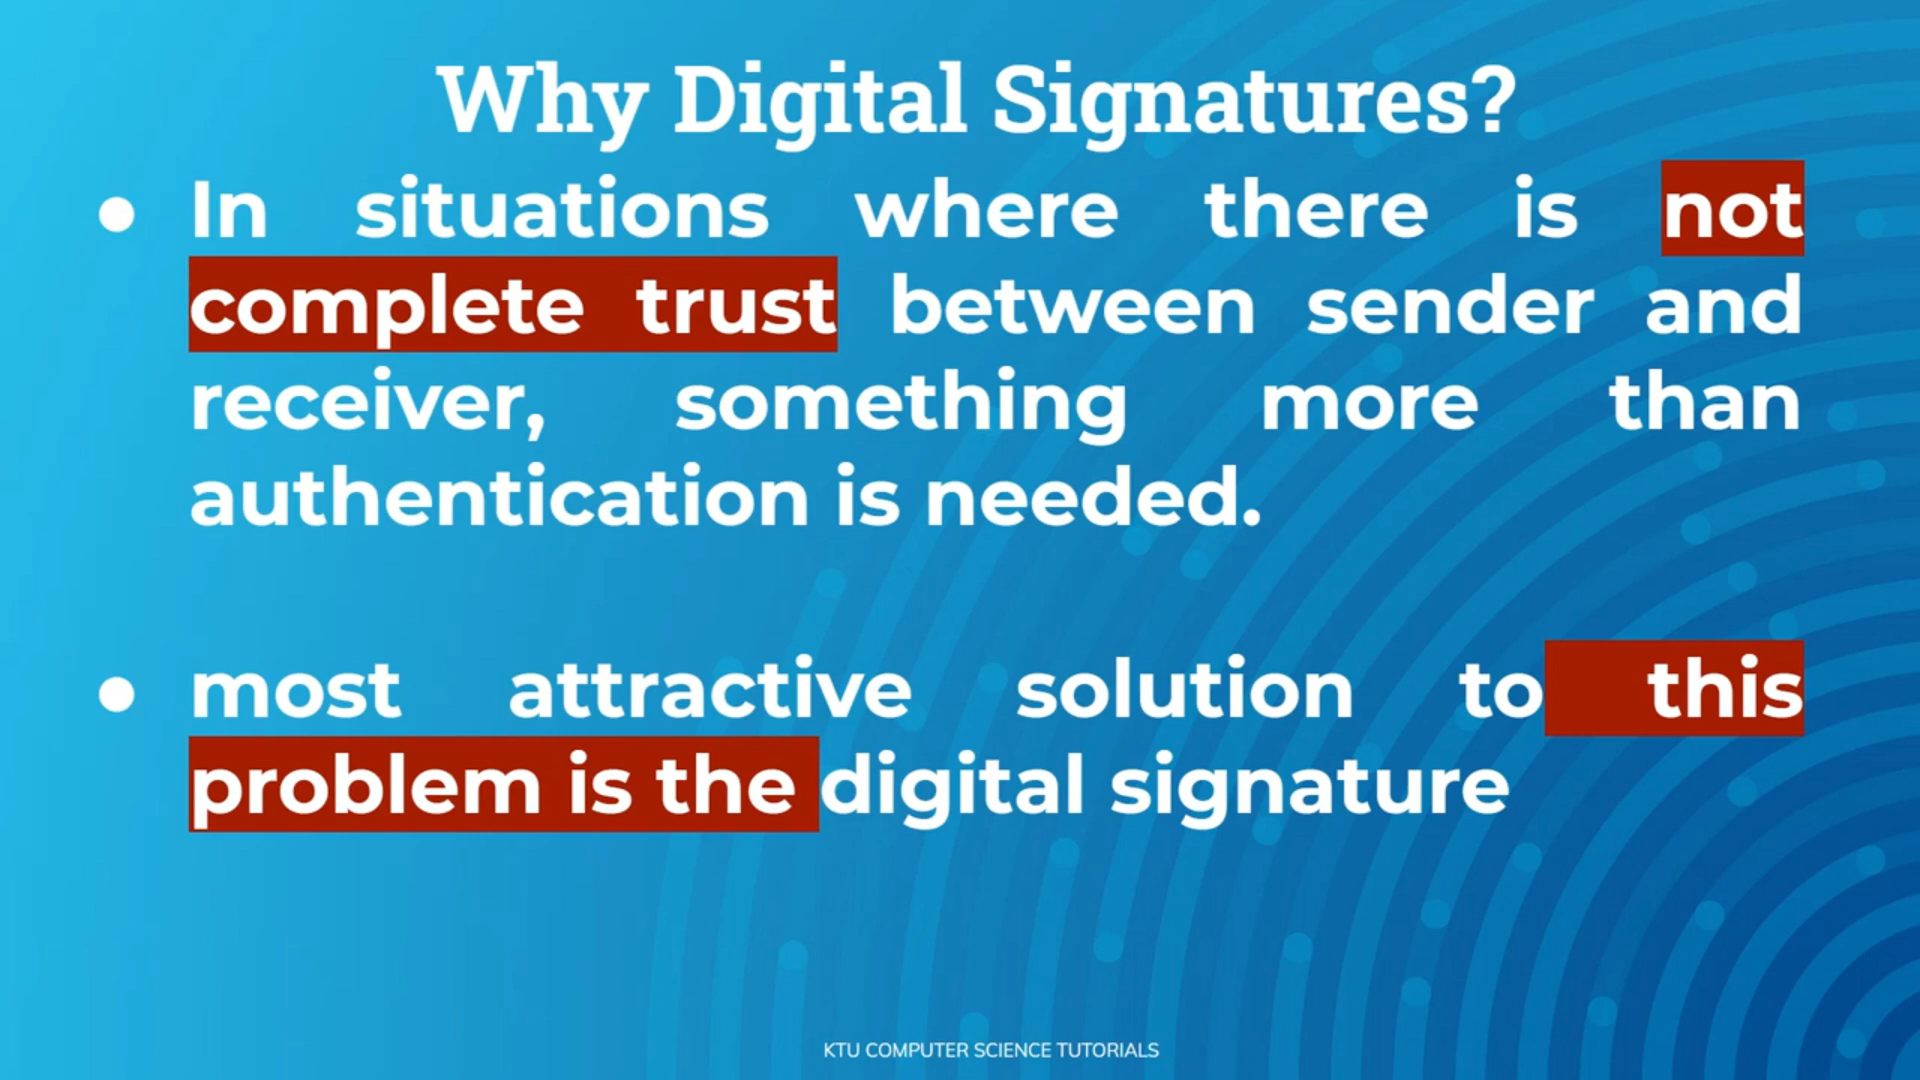 Why Digital Signatures?
● In situations where there is not
complete trust between sender and
receiver, something more than
authentication is needed.
● most attractive solution to this
problem is the digital signature
KTU COMPUTER SCIENCE TUTORIALS